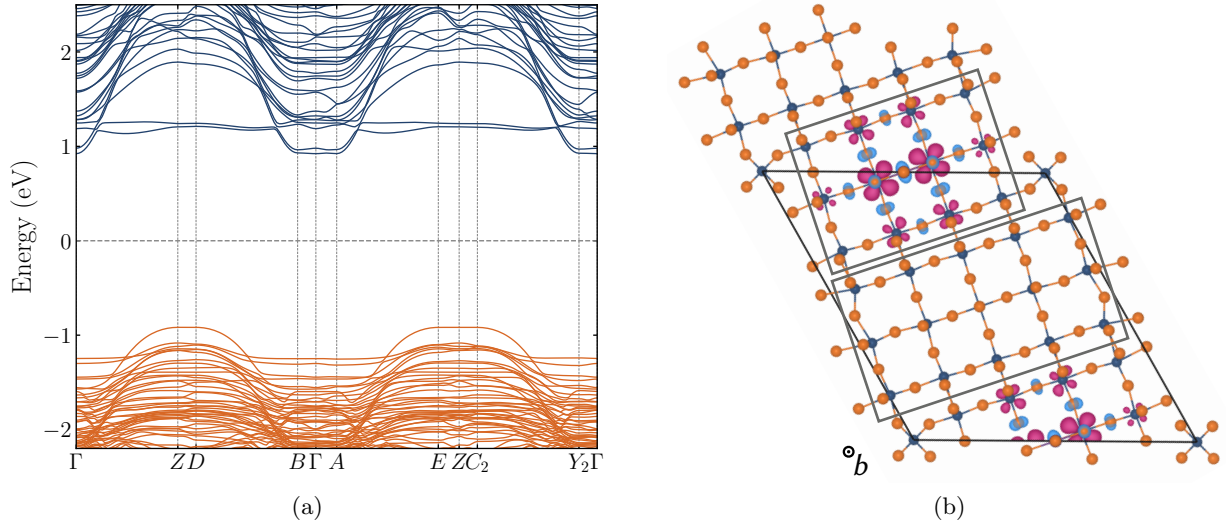 2
1
0
−1
−2
Energy (eV)
Γ Z D B Γ A E Z C₂ Y₂ Γ
(a)
b
(b)